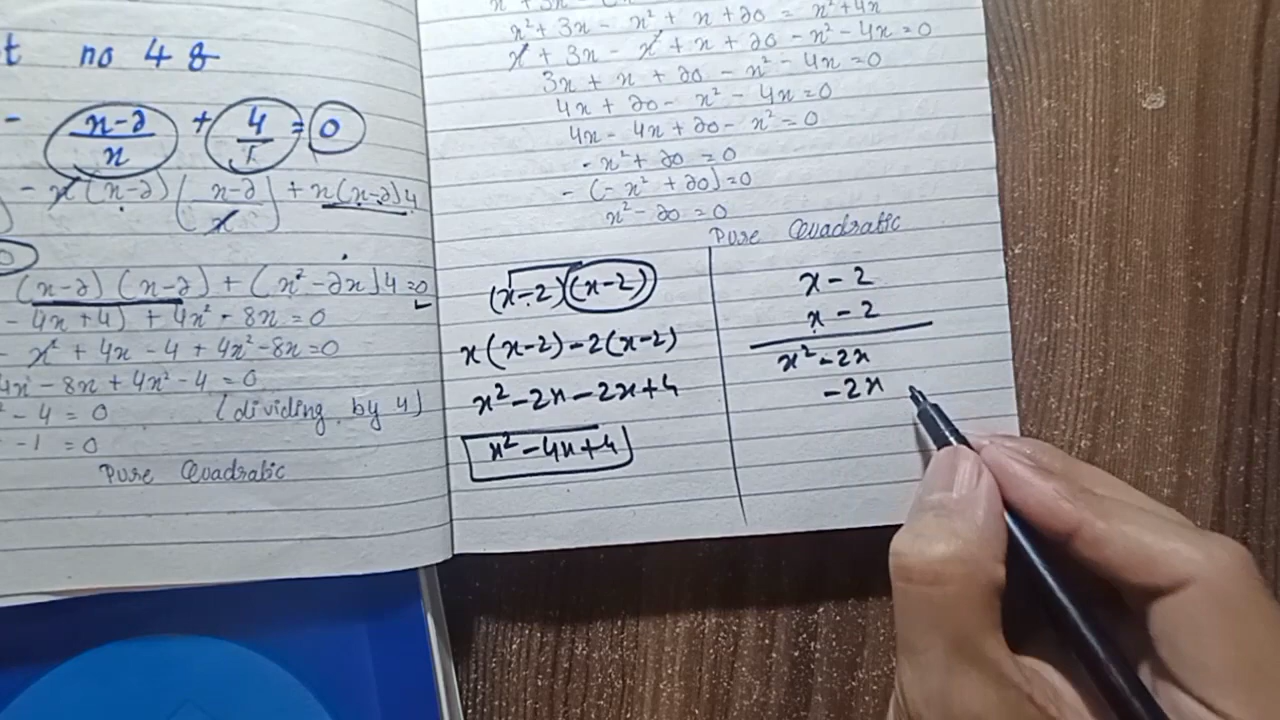 t no 48
- x-2/x + 4/1 = 0
- x(x-2)(x-2/x) + x(x-2)4
(x-2)(x-2) + (x²-2x)4=0
- 4x+4) + 4x² - 8x = 0
- x² + 4x - 4 + 4x² - 8x = 0
4x - 8x + 4x² - 4 = 0
² - 4 = 0 (dividing by 4)
- 1 = 0
Pure Quadratic
x² + 3x - x² + x + 20 = x² + 4x
x² + 3x - x² + x + 20 - x² - 4x = 0
3x + x + 20 - x² - 4x = 0
4x + 20 - x² - 4x = 0
4x - 4x + 20 - x² = 0
- x² + 20 = 0
- (- x² + 20) = 0
x² - 20 = 0
Pure Quadratic
(x-2)(x-2)
x(x-2)-2(x-2)
x²-2x-2x+4
x²-4x+4
x-2
x-2
x²-2x
-2x